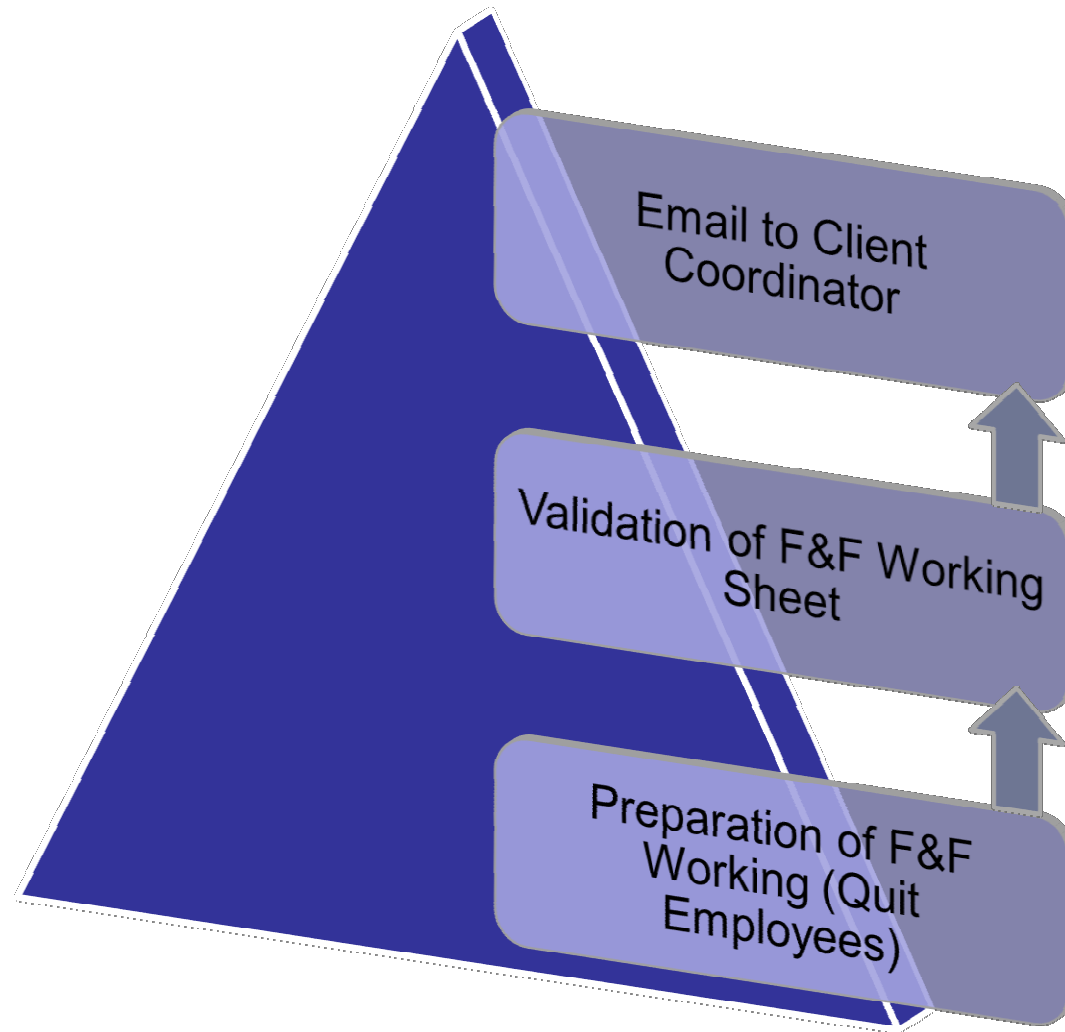 Email to Client
Coordinator
Validation of F&F Working
Sheet
Preparation of F&F
Working (Quit
Employees)